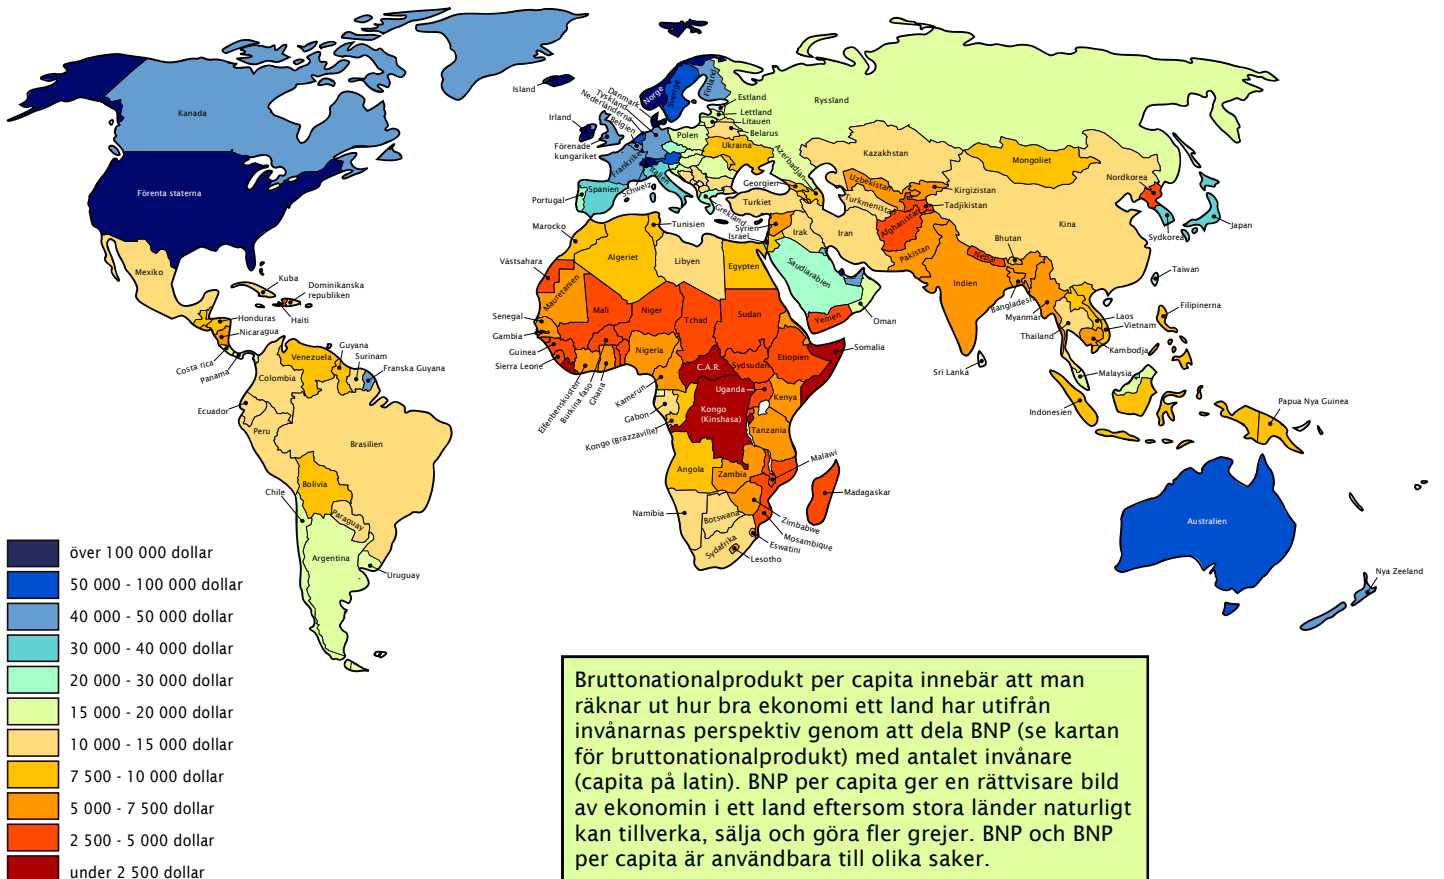 Kanada
Förenta staterna
Mexiko
Kuba
Dominikanska
republiken
Haiti
Honduras
Nicaragua
Costa rica
Panama
Venezuela
Guyana
Surinam
Franska Guyana
Colombia
Ecuador
Peru
Brasilien
Bolivia
Paraguay
Chile
Argentina
Uruguay
Island
Norge
Sverige
Finland
Danmark
Tyskland
Nederländerna
Belgien
Irland
Förenade
kungariket
Frankrike
Spanien
Portugal
Schweiz
Italien
Grekland
Estland
Lettland
Litauen
Belarus
Polen
Ukraina
Ryssland
Azerbadjan
Georgien
Turkiet
Syrien
Israel
Irak
Iran
Saudiarabien
Yemen
Oman
Kazakhstan
Uzbekistan
Turkmenistan
Kirgizistan
Tadjikistan
Afghanistan
Pakistan
Indien
Nepal
Bhutan
Bangladesh
Myanmar
Sri Lanka
Mongoliet
Kina
Nordkorea
Sydkorea
Japan
Taiwan
Filipinerna
Laos
Vietnam
Thailand
Kambodja
Malaysia
Indonesien
Papua Nya Guinea
Australien
Nya Zeeland
Marocko
Tunisien
Västsahara
Algeriet
Libyen
Egypten
Mauretanien
Mali
Niger
Tchad
Sudan
Senegal
Gambia
Guinea
Sierra Leone
Elfenbenskusten
Burkina faso
Ghana
Nigeria
Kamerun
Gabon
Kongo (Brazzaville)
C.A.R.
Sydsudan
Etiopien
Somalia
Uganda
Kenya
Kongo
(Kinshasa)
Tanzania
Angola
Zambia
Malawi
Madagaskar
Namibia
Botswana
Zimbabwe
Mosambique
Eswatini
Sydafrika
Lesotho
över 100 000 dollar
50 000 - 100 000 dollar
40 000 - 50 000 dollar
30 000 - 40 000 dollar
20 000 - 30 000 dollar
15 000 - 20 000 dollar
10 000 - 15 000 dollar
7 500 - 10 000 dollar
5 000 - 7 500 dollar
2 500 - 5 000 dollar
under 2 500 dollar
Bruttonationalprodukt per capita innebär att man
räknar ut hur bra ekonomi ett land har utifrån
invånarnas perspektiv genom att dela BNP (se kartan
för bruttonationalprodukt) med antalet invånare
(capita på latin). BNP per capita ger en rättvisare bild
av ekonomin i ett land eftersom stora länder naturligt
kan tillverka, sälja och göra fler grejer. BNP och BNP
per capita är användbara till olika saker.